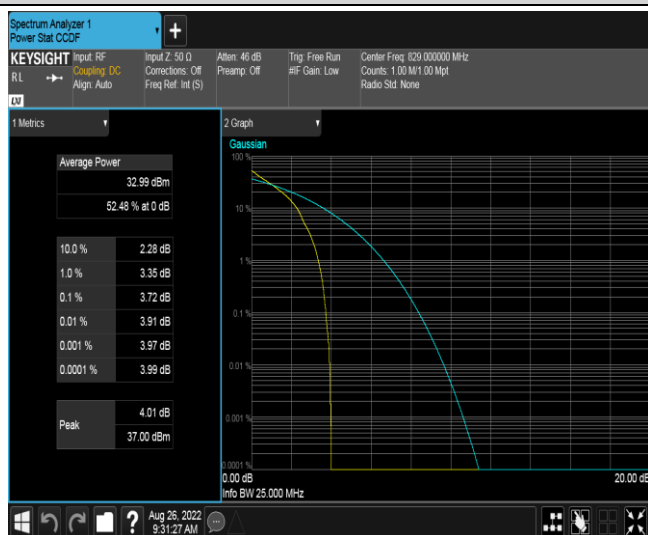 Spectrum Analyzer 1
Power Stat CCDF
KEYSIGHT
RL
LXI
Input: RF
Coupling: DC
Align: Auto
Input Z: 50 Ω
Corrections: Off
Freq Ref: Int (S)
Atten: 46 dB
Preamp: Off
Trig: Free Run
#IF Gain: Low
Center Freq: 829.000000 MHz
Counts: 1.00 M/1.00 Mpt
Radio Std: None
1 Metrics
Average Power
32.99 dBm
52.48 % at 0 dB
10.0 % 2.28 dB
1.0 % 3.35 dB
0.1 % 3.72 dB
0.01 % 3.91 dB
0.001 % 3.97 dB
0.0001 % 3.99 dB
Peak
4.01 dB
37.00 dBm
2 Graph
Gaussian
100 %
10 %
1 %
0.1 %
0.01 %
0.001 %
0.0001 %
0.00 dB 20.00 dB
Info BW 25.000 MHz
?
Aug 26, 2022
9:31:27 AM